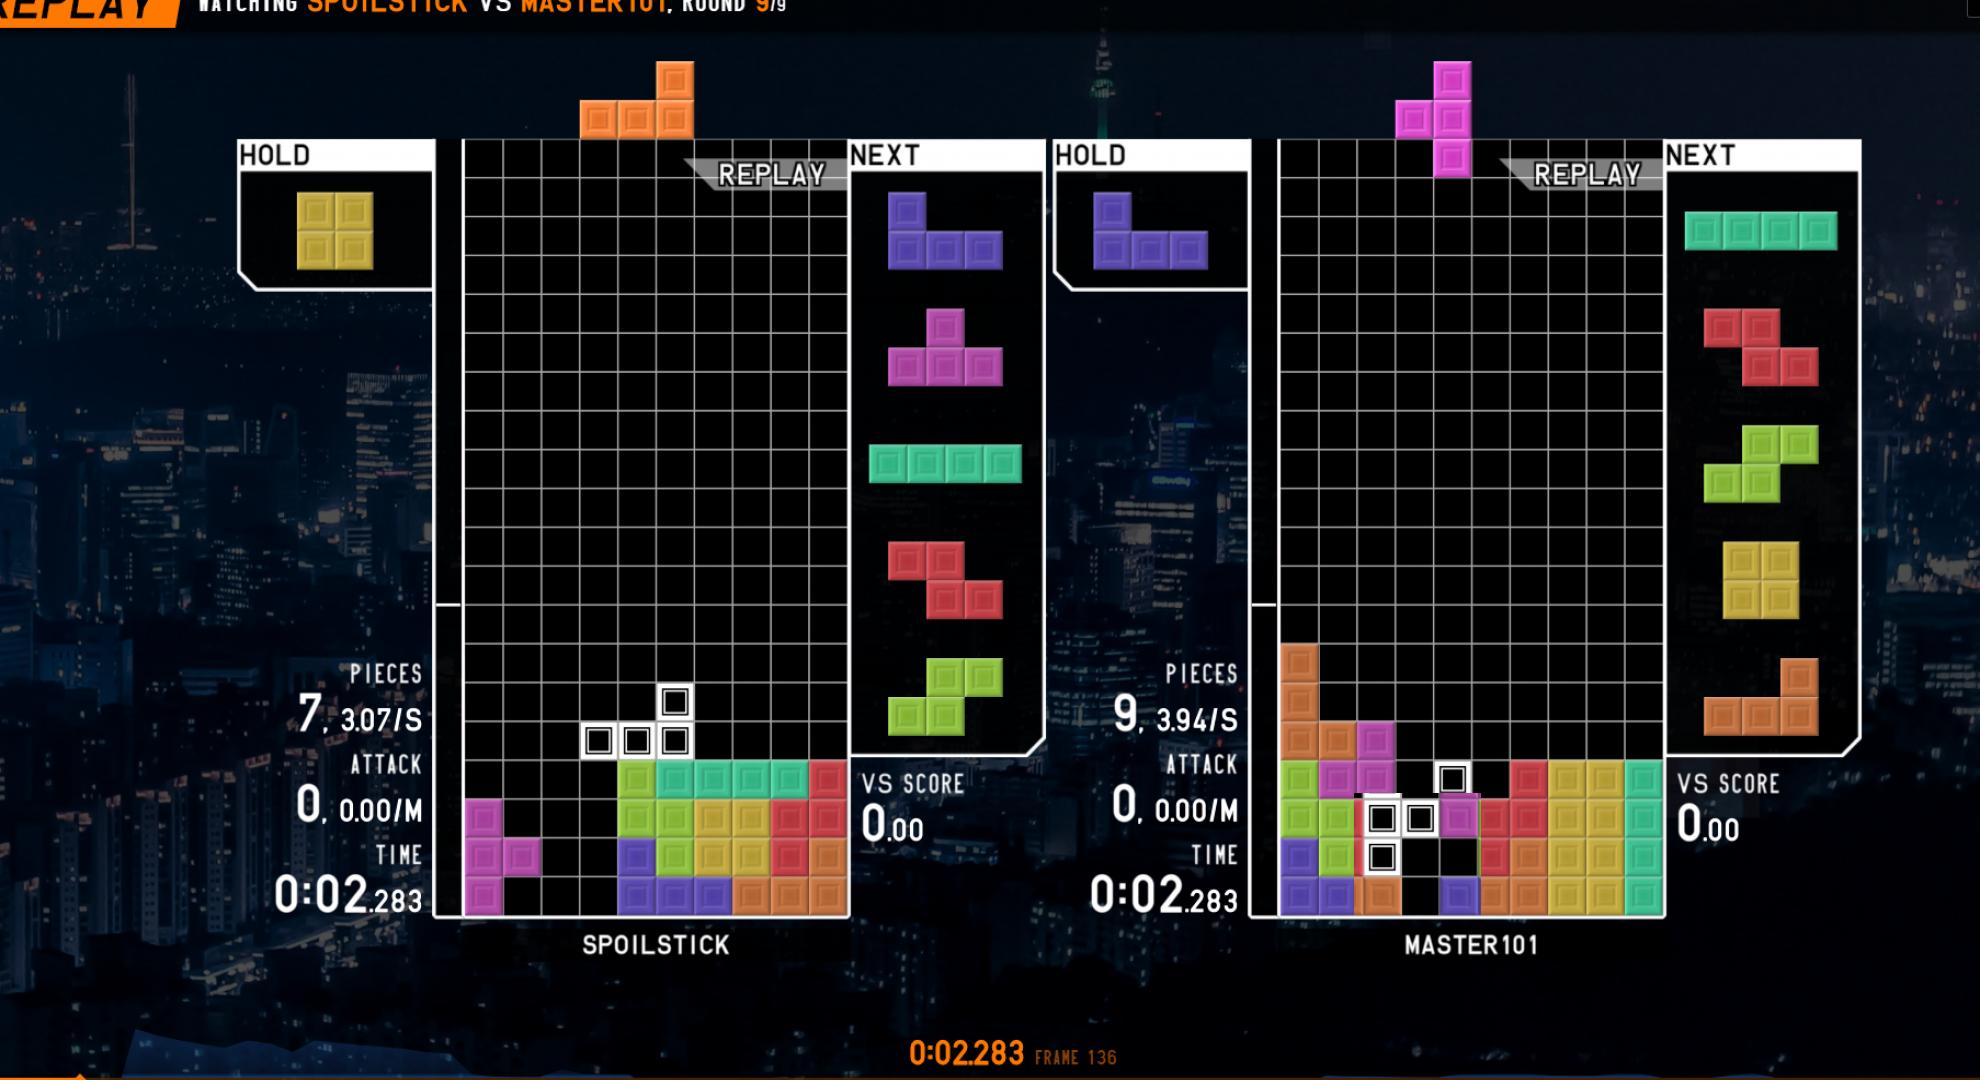 REPLAY
WATCHING SPOILSTICK VS MASTER101, ROUND 9/9
HOLD
REPLAY
NEXT
HOLD
REPLAY
NEXT
PIECES
7, 3.07/S
ATTACK
0, 0.00/M
TIME
0:02.283
VS SCORE
0.00
PIECES
9, 3.94/S
ATTACK
0, 0.00/M
TIME
0:02.283
VS SCORE
0.00
SPOILSTICK
MASTER101
0:02.283 FRAME 136